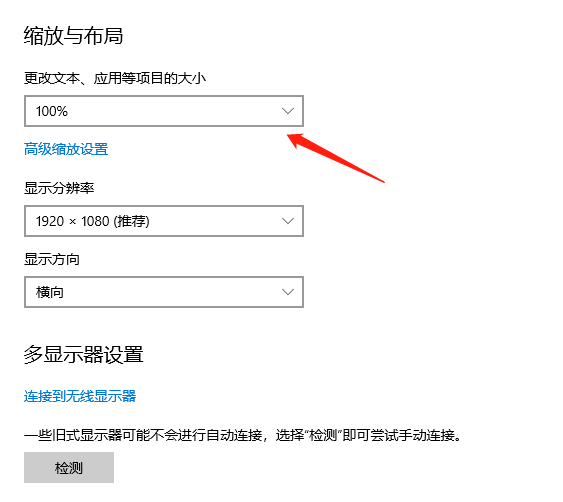 缩放与布局
更改文本、应用等项目的大小
100%
高级缩放设置
显示分辨率
1920 × 1080 (推荐)
显示方向
横向
多显示器设置
连接到无线显示器
一些旧式显示器可能不会进行自动连接，选择"检测"即可尝试手动连接。
检测